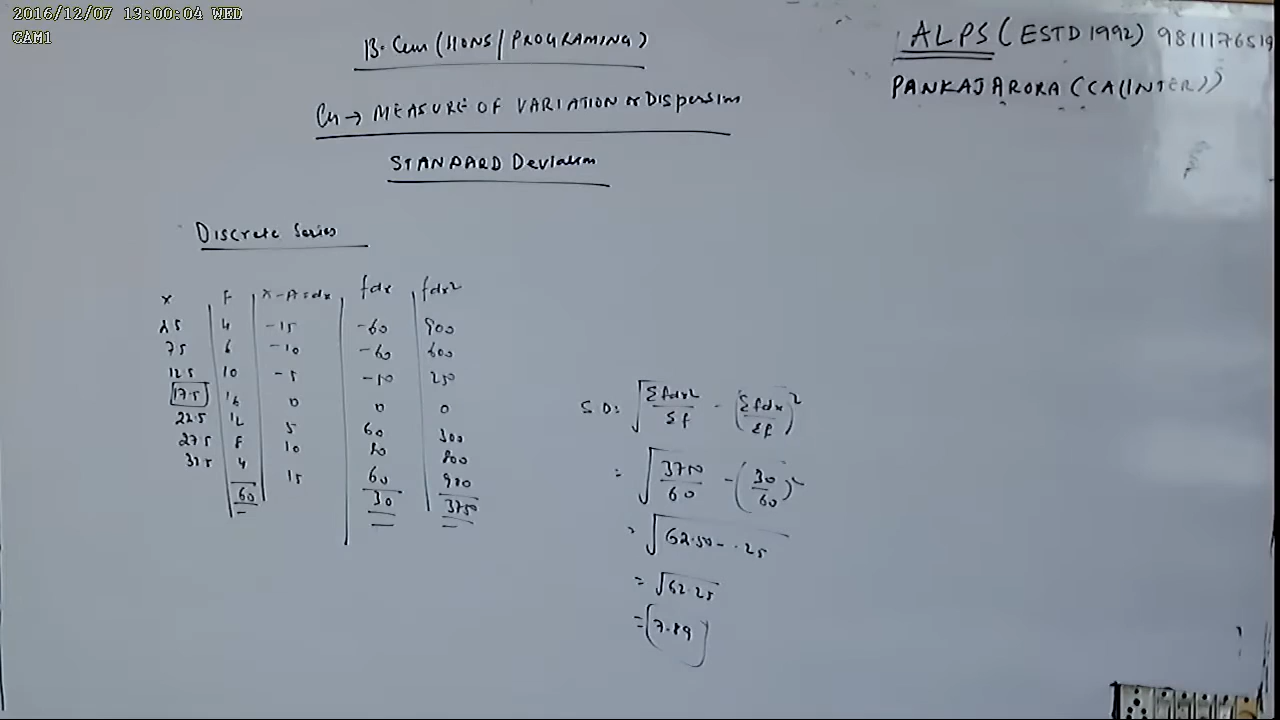 2016/12/07 13:00:04 WED
CAM1
B. Com (HONS / PROGRAMING)
ALPS (ESTD 1992) 9811176519
PANKAJ ARORA (CA(INTER))
Ch → MEASURE OF VARIATION or Dispersion
STANDARD Deviation
Discrete Series
X F X-A=dx fdx fdx2
2.5 4 -15 -60 900
7.5 6 -10 -60 600
12.5 10 -5 -50 250
17.5 16 0 0 0
22.5 12 5 60 300
27.5 8 10 80 800
32.5 4 15 60 900
60 30 3750
S.D: √Σfdx2/Σf - (Σfdx/Σf)2
= √3750/60 - (30/60)2
= √62.50 - .25
= √62.25
= (7.89)